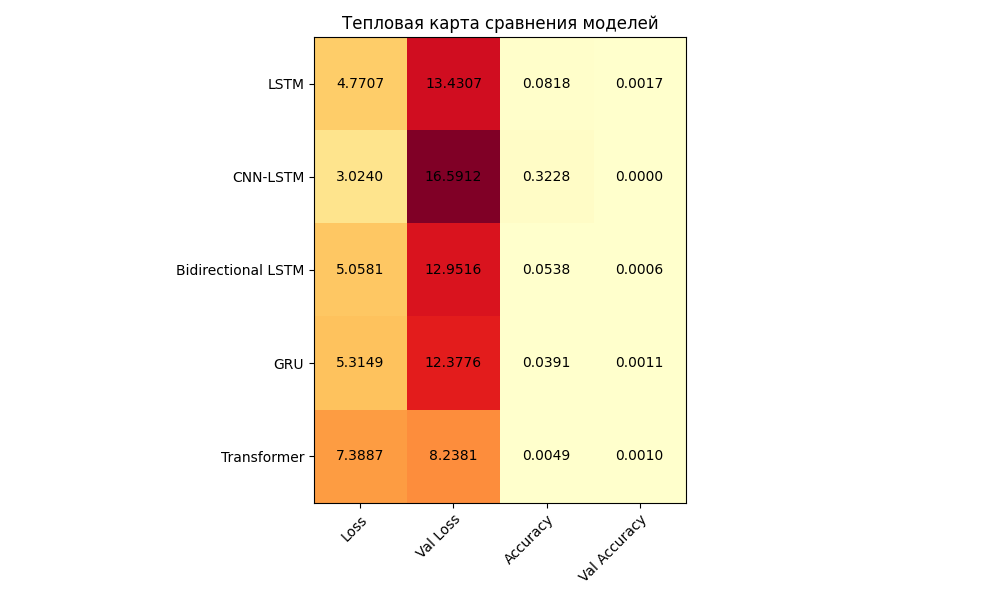 Тепловая карта сравнения моделей
LSTM 4.7707 13.4307 0.0818 0.0017
CNN-LSTM 3.0240 16.5912 0.3228 0.0000
Bidirectional LSTM 5.0581 12.9516 0.0538 0.0006
GRU 5.3149 12.3776 0.0391 0.0011
Transformer 7.3887 8.2381 0.0049 0.0010
Loss Val Loss Accuracy Val Accuracy